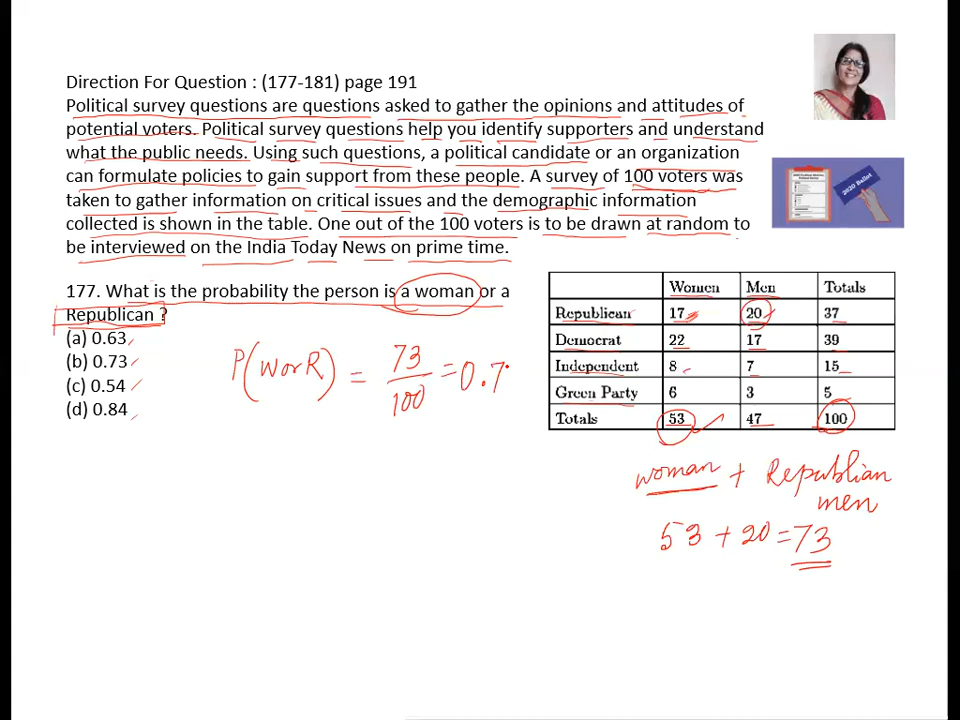 Direction For Question : (177-181) page 191
Political survey questions are questions asked to gather the opinions and attitudes of
potential voters. Political survey questions help you identify supporters and understand
what the public needs. Using such questions, a political candidate or an organization
can formulate policies to gain support from these people. A survey of 100 voters was
taken to gather information on critical issues and the demographic information
collected is shown in the table. One out of the 100 voters is to be drawn at random to
be interviewed on the India Today News on prime time.
2020 Ballot
177. What is the probability the person is a woman or a
Republican ?
(a) 0.63
(b) 0.73
(c) 0.54
(d) 0.84
P(W or R) = 73/100 = 0.7
Women Men Totals
Republican 17 20 37
Democrat 22 17 39
Independent 8 7 15
Green Party 6 3 5
Totals 53 47 100
woman + Republian
men
53 + 20 = 73